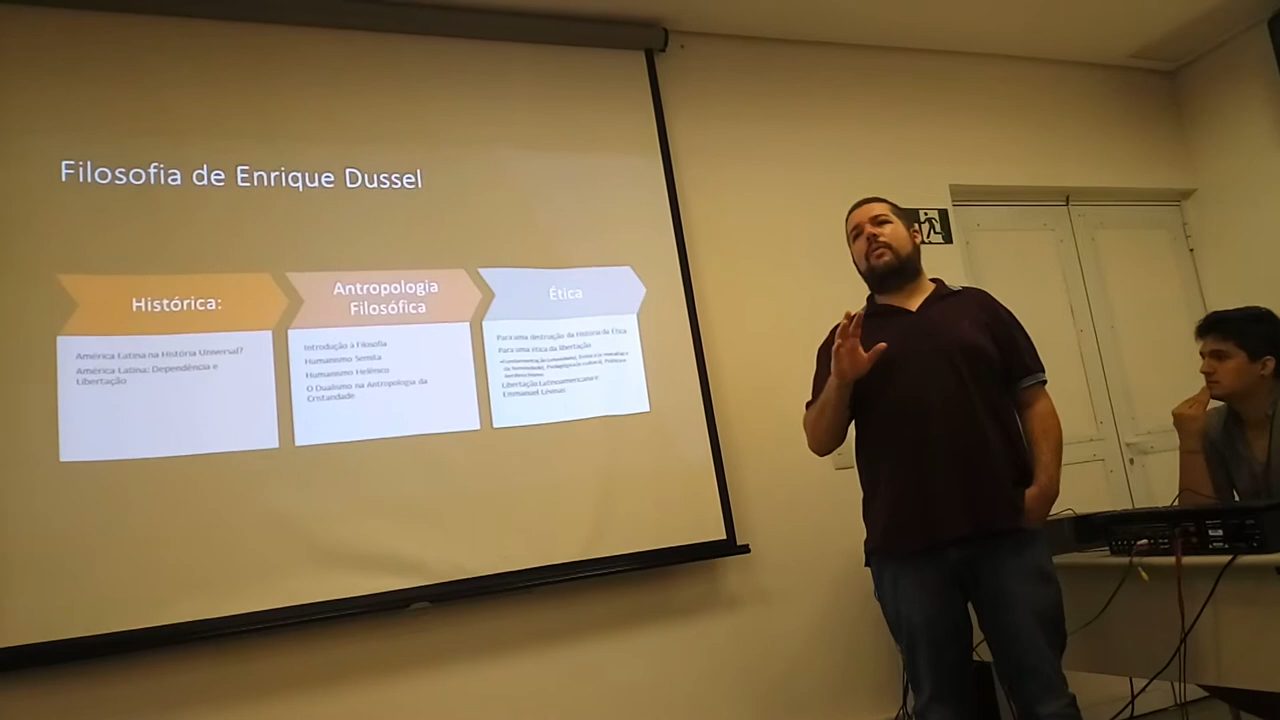 Filosofia de Enrique Dussel
Histórica:
América Latina na História Universal?
América Latina: Dependência e
Libertação
Antropologia
Filosófica
Introdução à Filosofia
Humanismo Semita
Humanismo Helênico
O Dualismo na Antropologia da
Cristandade
Ética
Para uma destruição da História da Ética
Para uma ética da libertação
Libertação Latinoamericana e
Emmanuel Lévinas